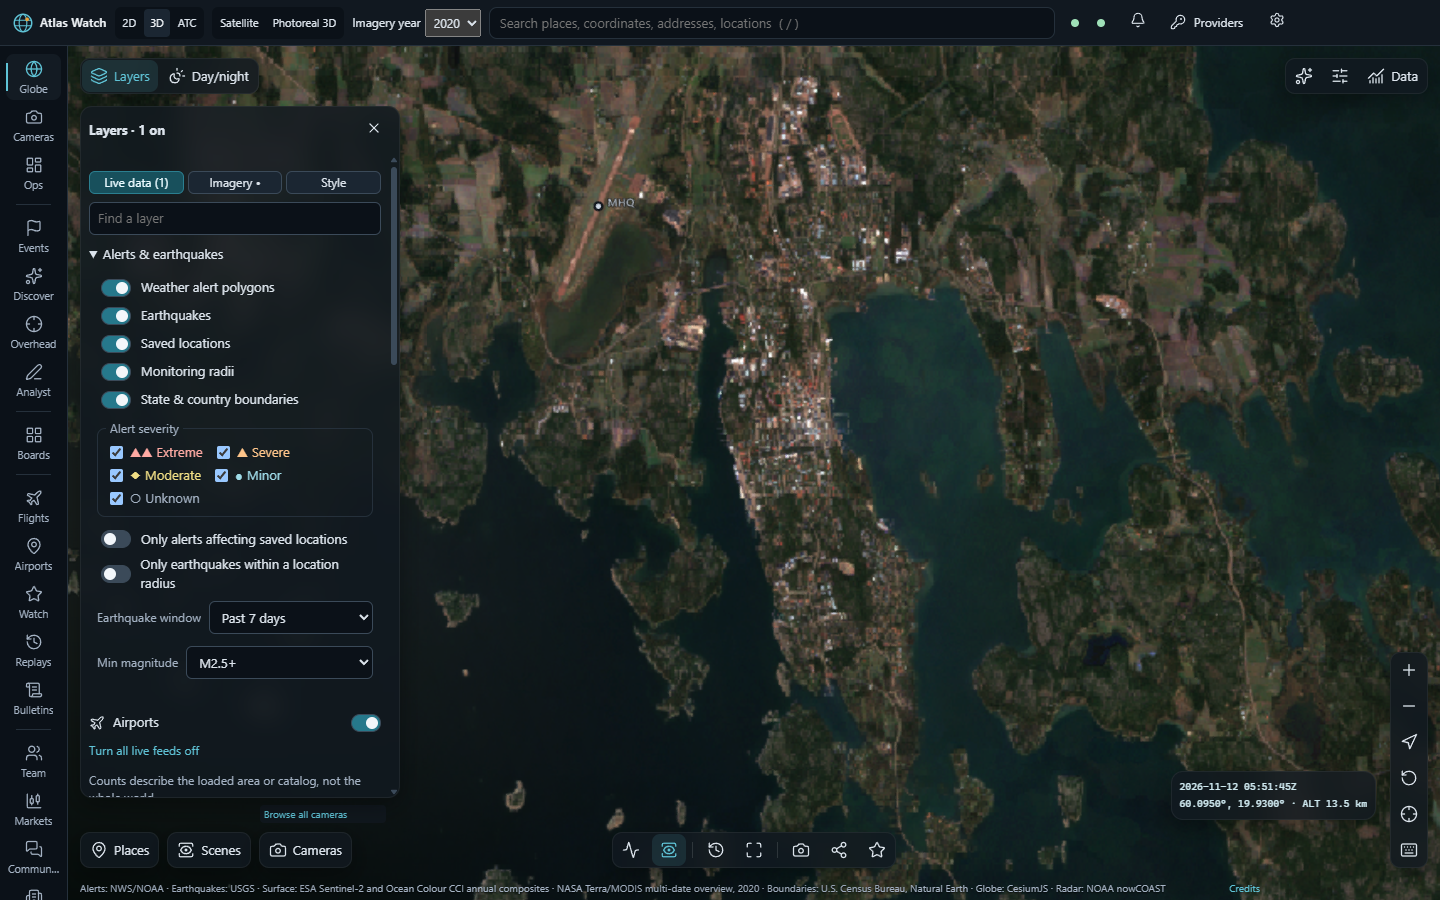 Atlas Watch
2D
3D
ATC
Satellite
Photoreal 3D
Imagery year
2020
Search places, coordinates, addresses, locations ( / )
Providers
Globe
Cameras
Ops
Events
Discover
Overhead
Analyst
Boards
Flights
Airports
Watch
Replays
Bulletins
Team
Markets
Commun...
Layers
Day/night
Data
Layers · 1 on
Live data (1)
Imagery •
Style
Find a layer
▼ Alerts & earthquakes
Weather alert polygons
Earthquakes
Saved locations
Monitoring radii
State & country boundaries
Alert severity
▲▲ Extreme
▲ Severe
◆ Moderate
● Minor
○ Unknown
Only alerts affecting saved locations
Only earthquakes within a location
radius
Earthquake window
Past 7 days
Min magnitude
M2.5+
Airports
Turn all live feeds off
Counts describe the loaded area or catalog, not the
whole world
MHQ
Browse all cameras
Places
Scenes
Cameras
2026-11-12 05:51:45Z
60.0950°, 19.9300° · ALT 13.5 km
Alerts: NWS/NOAA · Earthquakes: USGS · Surface: ESA Sentinel-2 and Ocean Colour CCI annual composites · NASA Terra/MODIS multi-date overview, 2020 · Boundaries: U.S. Census Bureau, Natural Earth · Globe: CesiumJS · Radar: NOAA nowCOAST
Credits